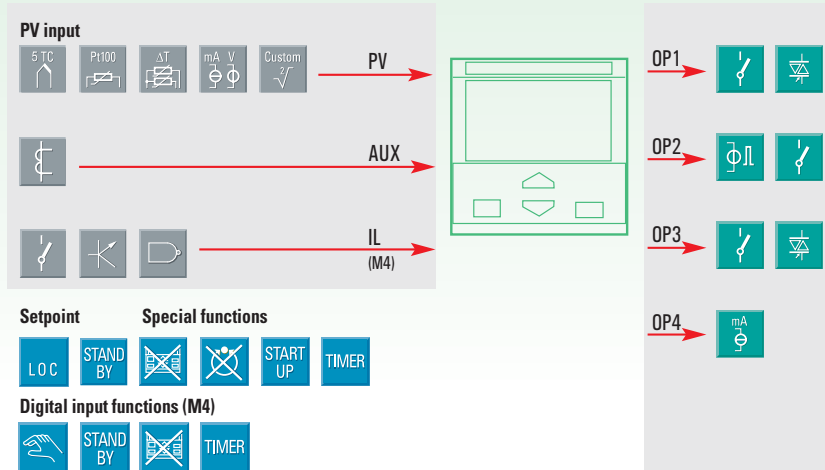 PV input
5 TC
Pt100
ΔT
mA V
Custom
2
PV
AUX
IL
(M4)
OP1
OP2
OP3
OP4
mA
Setpoint
Special functions
LOC
STAND BY
START UP
TIMER
Digital input functions (M4)
STAND BY
TIMER